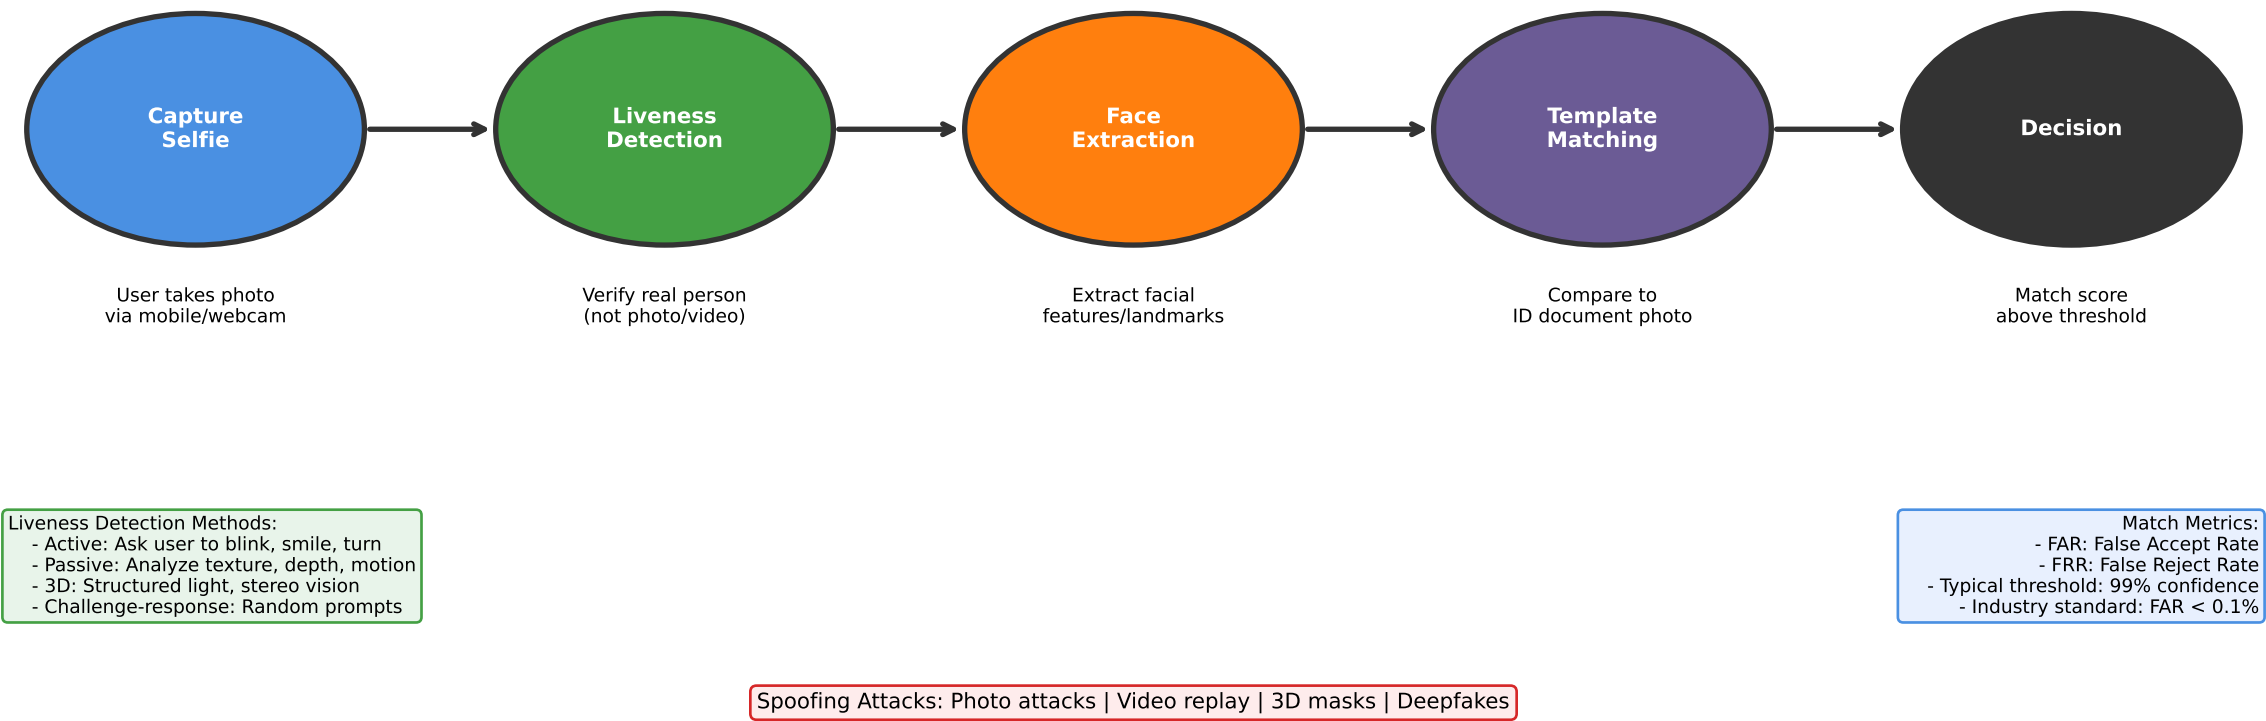 Capture
Selfie
Liveness
Detection
Face
Extraction
Template
Matching
Decision
User takes photo
via mobile/webcam
Verify real person
(not photo/video)
Extract facial
features/landmarks
Compare to
ID document photo
Match score
above threshold
Liveness Detection Methods:
- Active: Ask user to blink, smile, turn
- Passive: Analyze texture, depth, motion
- 3D: Structured light, stereo vision
- Challenge-response: Random prompts
Match Metrics:
- FAR: False Accept Rate
- FRR: False Reject Rate
- Typical threshold: 99% confidence
- Industry standard: FAR < 0.1%
Spoofing Attacks: Photo attacks | Video replay | 3D masks | Deepfakes